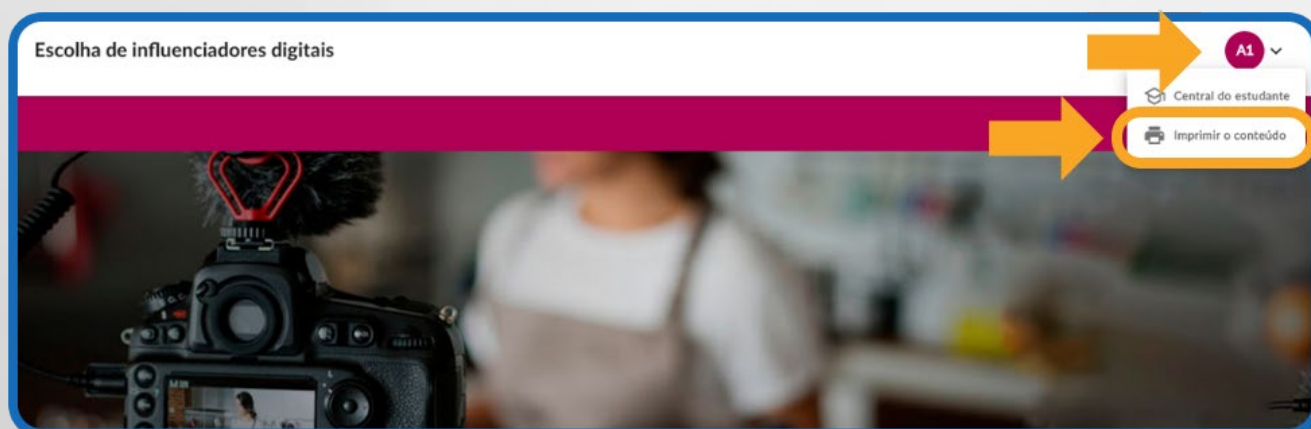 Escolha de influenciadores digitais
A1
Central do estudante
Imprimir o conteúdo